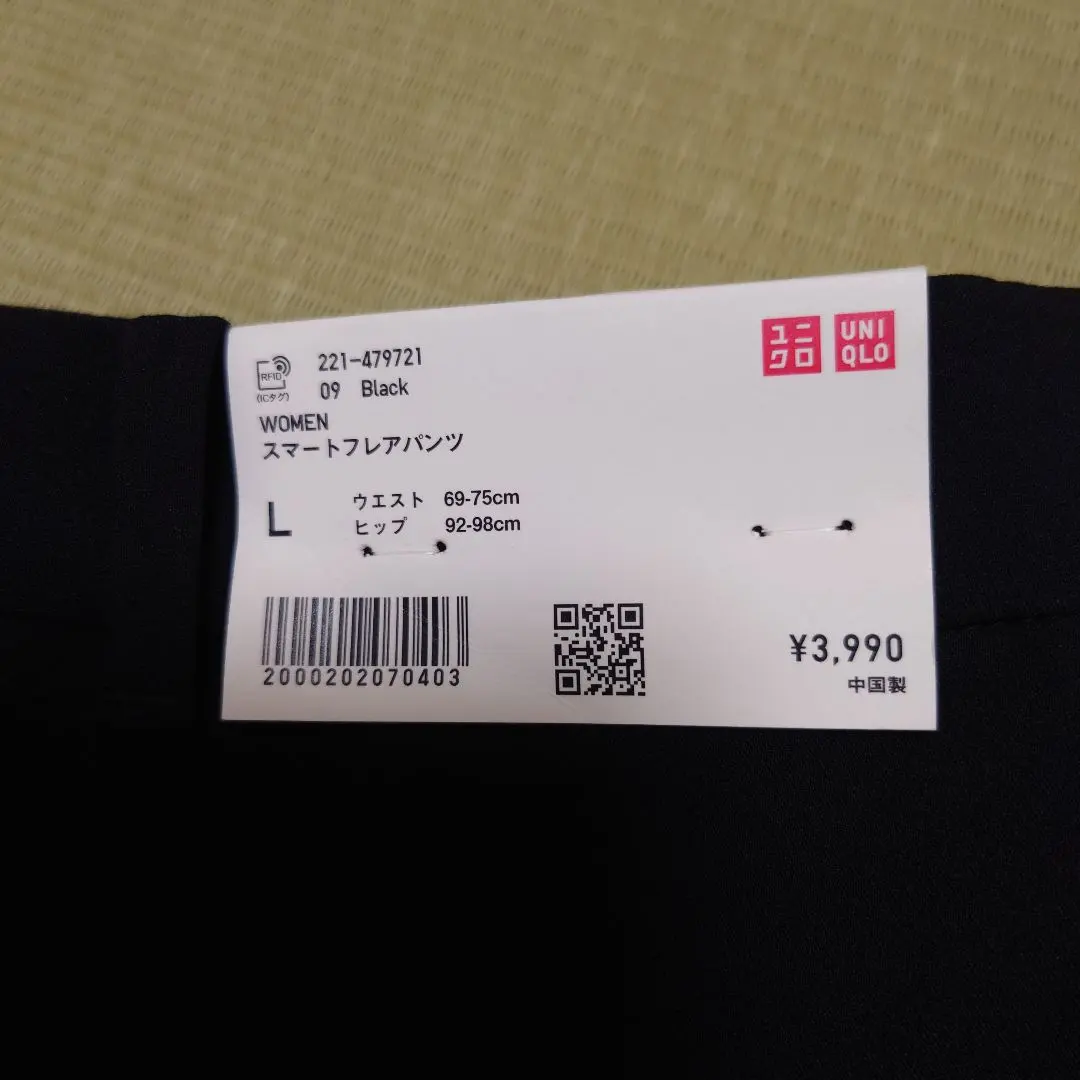 RFID
(ICタグ)
221-479721
09 Black
ユニクロ
UNIQLO
WOMEN
スマートフレアパンツ
L
ウエスト 69-75cm
ヒップ 92-98cm
2000202070403
¥3,990
中国製